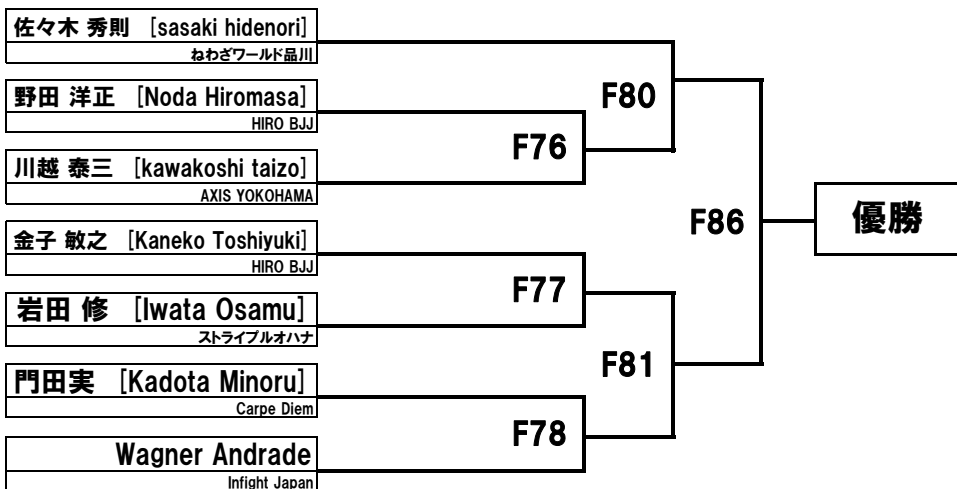 佐々木 秀則 [sasaki hidenori]
ねわざワールド品川
野田 洋正 [Noda Hiromasa]
HIRO BJJ
川越 泰三 [kawakoshi taizo]
AXIS YOKOHAMA
金子 敏之 [Kaneko Toshiyuki]
HIRO BJJ
岩田 修 [Iwata Osamu]
ストライプルオハナ
門田実 [Kadota Minoru]
Carpe Diem
Wagner Andrade
Infight Japan
F76
F77
F78
F80
F81
F86
優勝